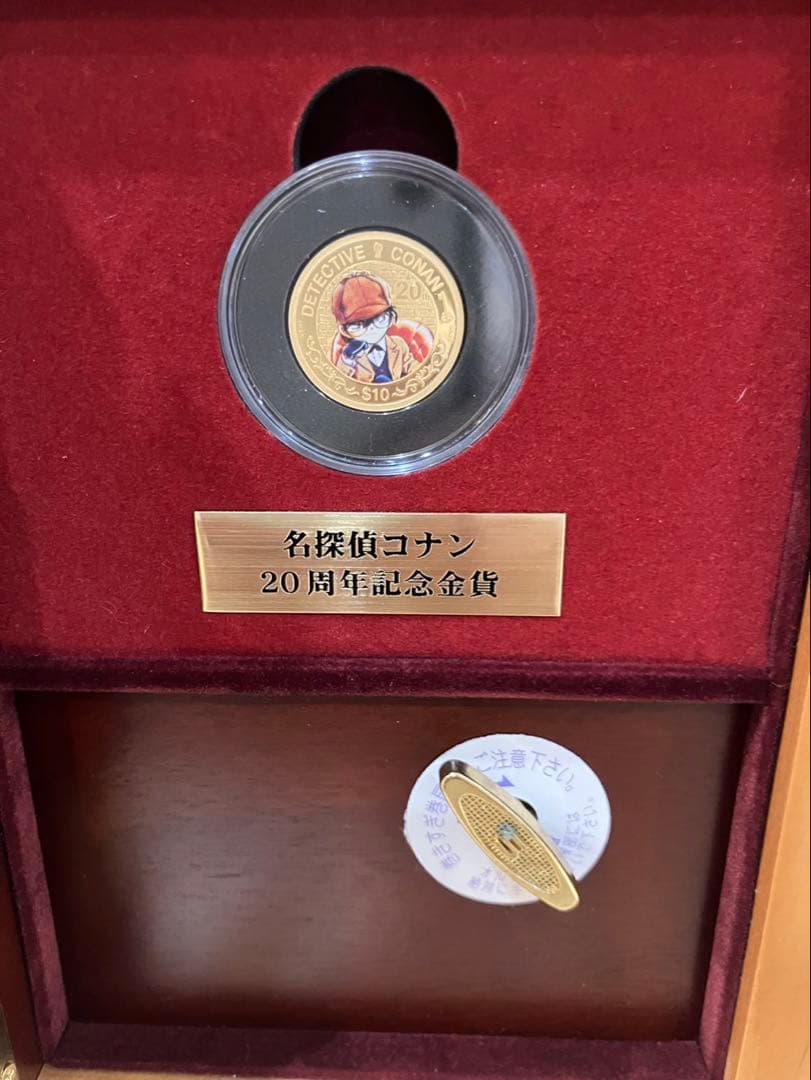 DETECTIVE CONAN
20
$10
名探偵コナン
20周年記念金貨
ご注意下さい。